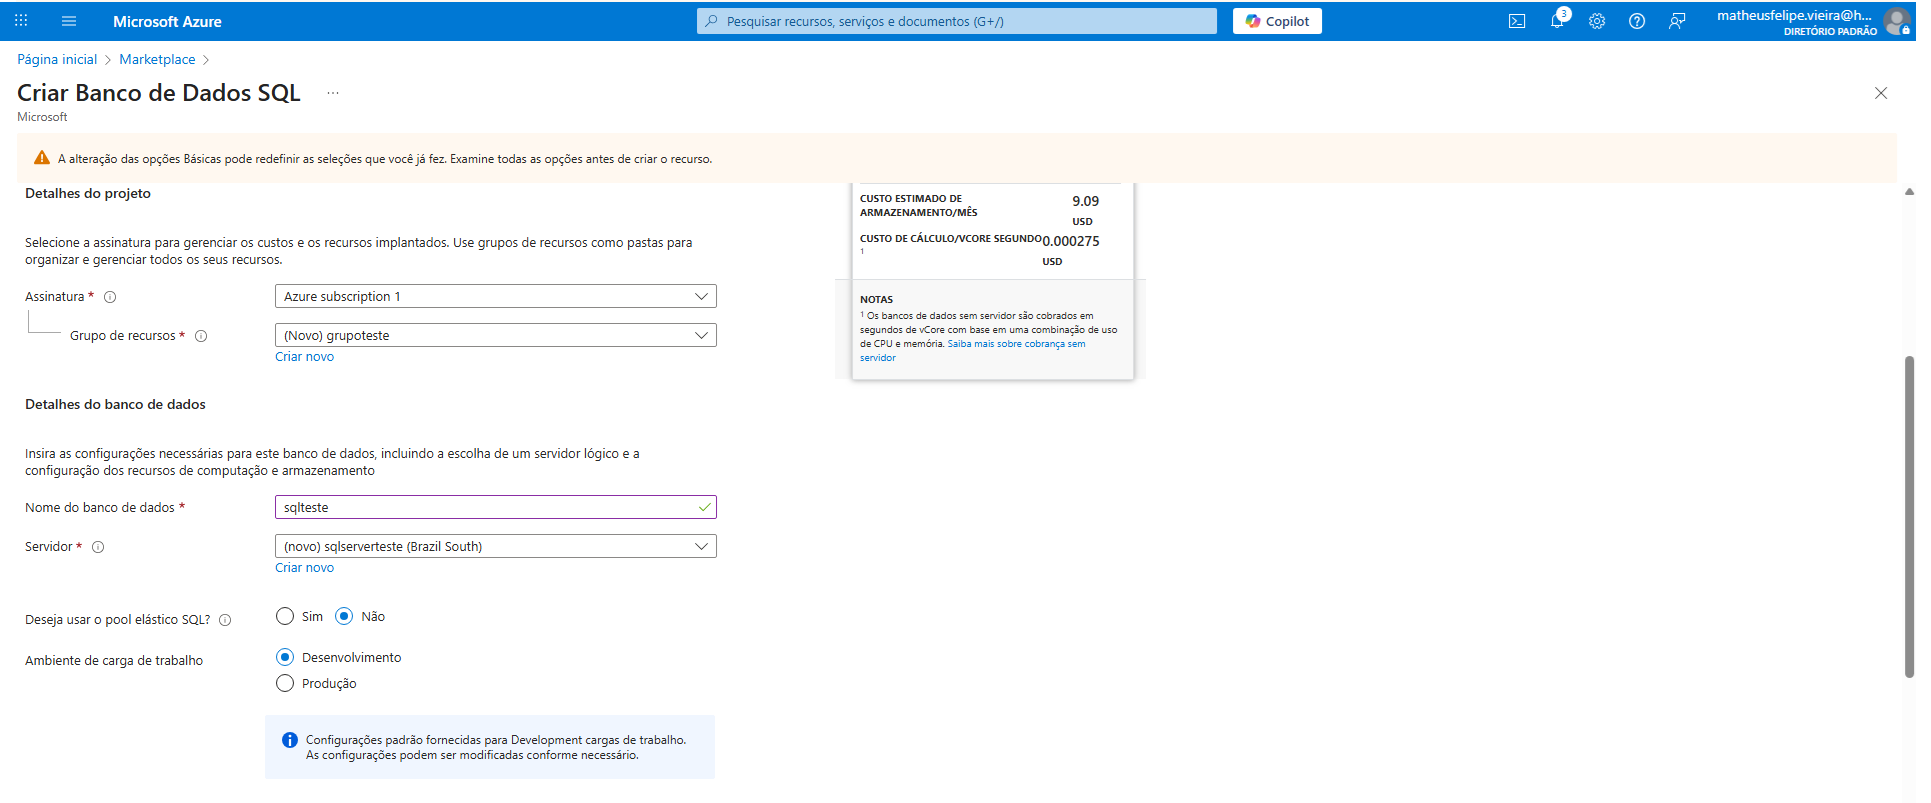 Microsoft Azure
Pesquisar recursos, serviços e documentos (G+/)
Copilot
3
matheusfelipe.vieira@h...
DIRETÓRIO PADRÃO
Página inicial > Marketplace >
Criar Banco de Dados SQL ...
Microsoft
A alteração das opções Básicas pode redefinir as seleções que você já fez. Examine todas as opções antes de criar o recurso.
Detalhes do projeto
Selecione a assinatura para gerenciar os custos e os recursos implantados. Use grupos de recursos como pastas para
organizar e gerenciar todos os seus recursos.
Assinatura *
Azure subscription 1
Grupo de recursos *
(Novo) grupoteste
Criar novo
Detalhes do banco de dados
Insira as configurações necessárias para este banco de dados, incluindo a escolha de um servidor lógico e a
configuração dos recursos de computação e armazenamento
Nome do banco de dados *
sqlteste
Servidor *
(novo) sqlserverteste (Brazil South)
Criar novo
Deseja usar o pool elástico SQL?
Sim
Não
Ambiente de carga de trabalho
Desenvolvimento
Produção
Configurações padrão fornecidas para Development cargas de trabalho.
As configurações podem ser modificadas conforme necessário.
CUSTO ESTIMADO DE
ARMAZENAMENTO/MÊS
9.09
USD
CUSTO DE CÁLCULO/VCORE SEGUNDO
1
0.000275
USD
NOTAS
1 Os bancos de dados sem servidor são cobrados em
segundos de vCore com base em uma combinação de uso
de CPU e memória. Saiba mais sobre cobrança sem
servidor